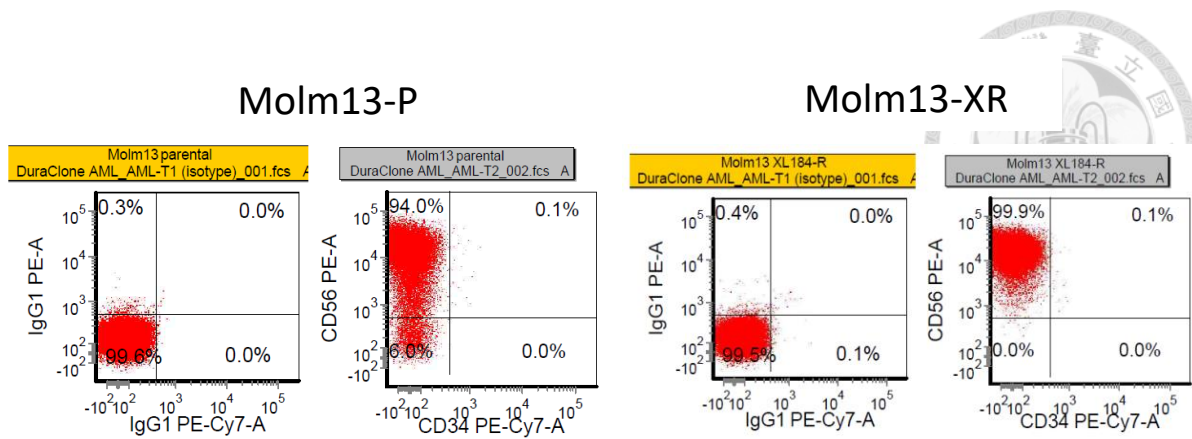 Molm13-P
Molm13-XR
Molm13 parental
DuraClone AML_AML-T1 (isotype)_001.fcs A
IgG1 PE-A
10^5
10^4
10^3
10^2
-10^2
0.3%
0.0%
99.6%
0.0%
-10^2 10^2 10^3 10^4 10^5
IgG1 PE-Cy7-A
Molm13 parental
DuraClone AML_AML-T2_002.fcs A
CD56 PE-A
10^5
10^4
10^3
10^2
-10^2
94.0%
0.1%
6.0%
0.0%
-10^2 10^2 10^3 10^4 10^5
CD34 PE-Cy7-A
Molm13 XL184-R
DuraClone AML_AML-T1 (isotype)_001.fcs
IgG1 PE-A
10^5
10^4
10^3
10^2
-10^2
0.4%
0.0%
99.5%
0.1%
-10^2 10^2 10^3 10^4 10^5
IgG1 PE-Cy7-A
Molm13 XL184-R
DuraClone AML_AML-T2_002.fcs A
CD56 PE-A
10^5
10^4
10^3
10^2
-10^2
99.9%
0.1%
0.0%
0.0%
-10^2 10^2 10^3 10^4 10^5
CD34 PE-Cy7-A
臺立國